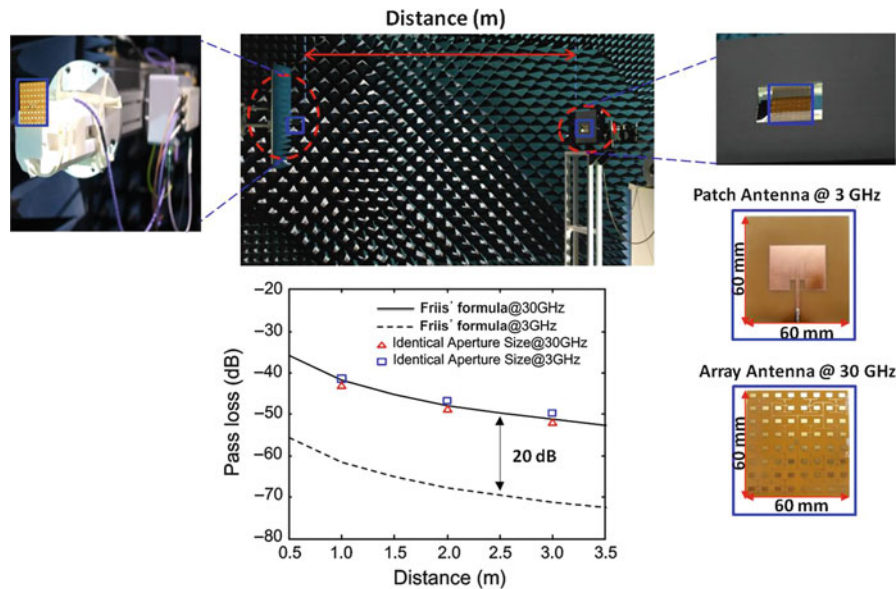 Distance (m)
Patch Antenna @ 3 GHz
60 mm
60 mm
Array Antenna @ 30 GHz
60 mm
60 mm
Pass loss (dB)
−20
−30
−40
−50
−60
−70
−80
Friis' formula@30GHz
Friis' formula@3GHz
Identical Aperture Size@30GHz
Identical Aperture Size@3GHz
20 dB
0.5 1.0 1.5 2.0 2.5 3.0 3.5
Distance (m)